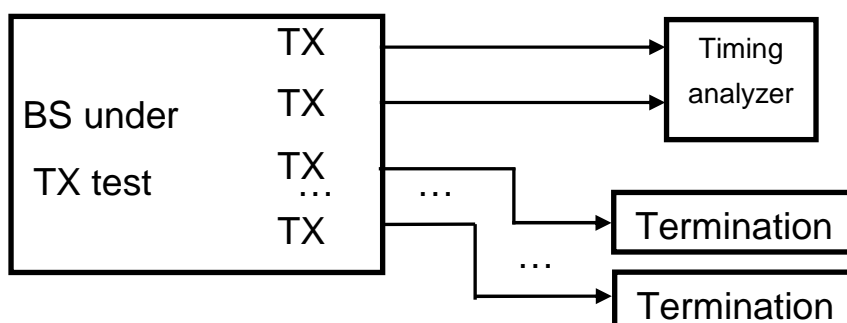 TX
Timing
analyzer
TX
BS under
TX test
TX
... ...
TX
Termination
...
Termination